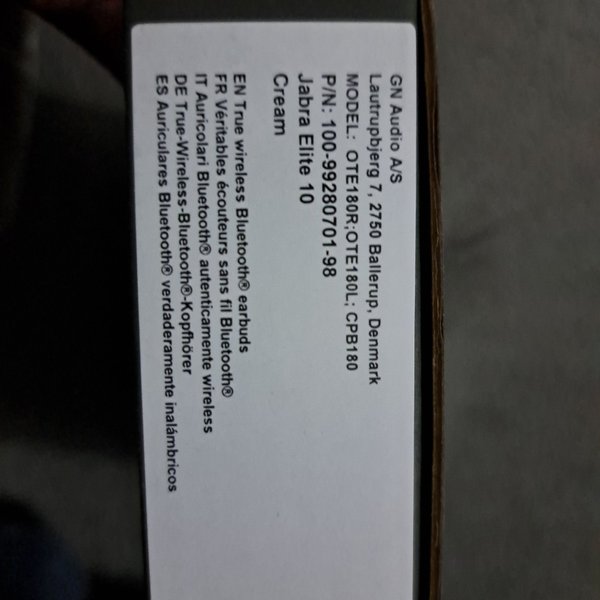 GN Audio A/S
Lautrupbjerg 7, 2750 Ballerup, Denmark
MODEL: OTE180R;OTE180L; CPB180
P/N: 100-99280701-98
Jabra Elite 10
Cream
EN True wireless Bluetooth® earbuds
FR Véritables écouteurs sans fil Bluetooth®
IT Auricolari Bluetooth® autenticamente wireless
DE True-Wireless-Bluetooth®-Kopfhörer
ES Auriculares Bluetooth® verdaderamente inalámbricos